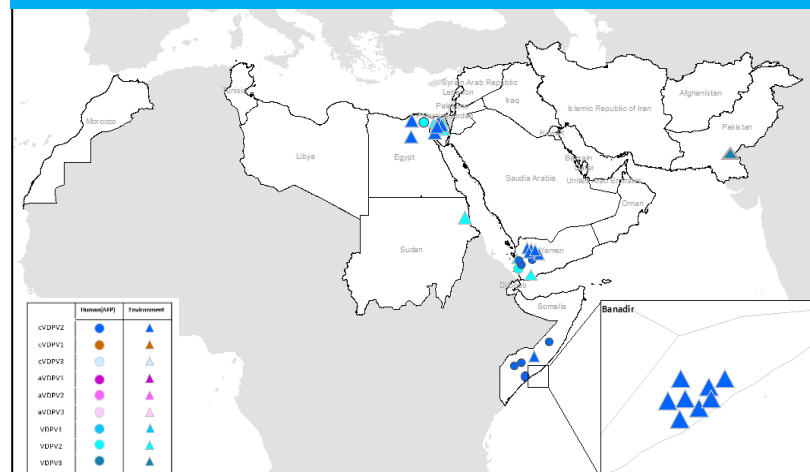 Syrian Arab Republic
Lebanon
Tunisia
Afghanistan
Iraq
Morocco
Islamic Republic of Iran
Pakistan
Kuwait
Libya
Egypt
Bahrain
Qatar
Saudi Arabia
United Arab Emirates
Oman
Sudan
Yemen
Djibouti
Somalia
Human(AFP) Environment
cVDPV2
cVDPV1
cVDPV3
aVDPV1
aVDPV2
aVDPV3
VDPV1
VDPV2
VDPV3
Banadir